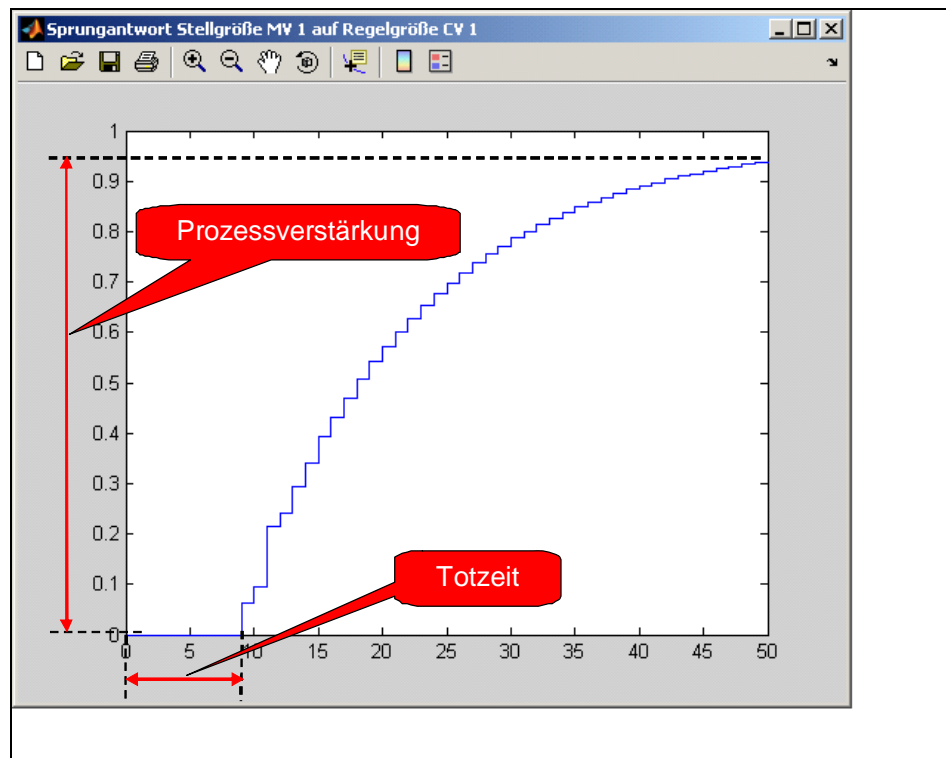 Sprungantwort Stellgröße MV 1 auf Regelgröße CV 1
1
0.9
0.8
Prozessverstärkung
0.7
0.6
0.5
0.4
0.3
0.2
0.1
Totzeit
0
0 5 10 15 20 25 30 35 40 45 50